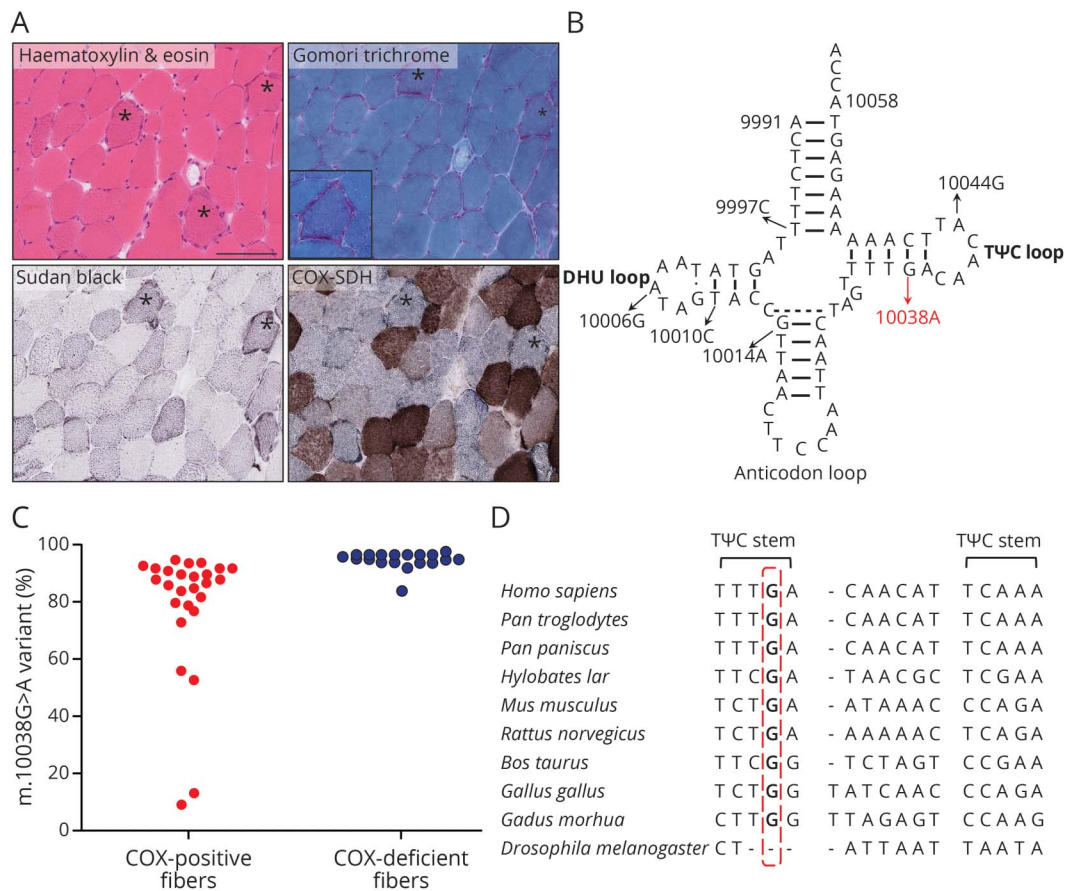 A
Haematoxylin & eosin
Gomori trichrome
*
*
*
*
*
Sudan black
COX-SDH
*
*
*
*
B
A
C
C
A
10058
9991
A T
C G
T A
C G
T A
T A
T A
9997C
10044G
T
T
A
G
A A A C T T A
C
A
A
C
A
TΨC loop
T T T G A
G
A
T
10038A
DHU loop
A A T A T G
A
A
T
A
G T A C C
10006G
10010C
10014A
G C
T A
T A
A T
A T
C A
T A
T C C
Anticodon loop
C
m.10038G>A variant (%)
100
80
60
40
20
0
COX-positive fibers
COX-deficient fibers
D
TΨC stem TΨC stem
Homo sapiens T T T G A - C A A C A T T C A A A
Pan troglodytes T T T G A - C A A C A T T C A A A
Pan paniscus T T T G A - C A A C A T T C A A A
Hylobates lar T T C G A - T A A C G C T C G A A
Mus musculus T C T G A - A T A A A C C C A G A
Rattus norvegicus T C T G A - A A A A A C T C A G A
Bos taurus T T C G G - T C T A G T C C G A A
Gallus gallus T C T G G T A T C A A C C C A G A
Gadus morhua C T T G G T T A G A G T C C A A G
Drosophila melanogaster C T - - - - A T T A A T T A A T A